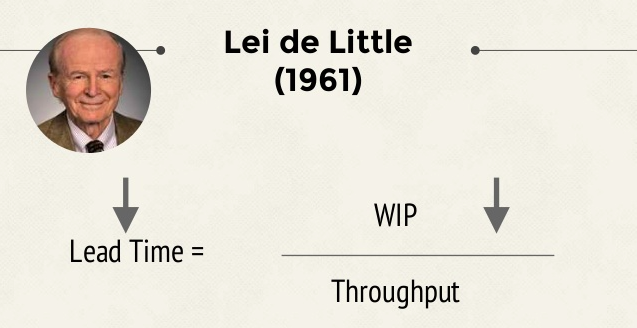 Lei de Little
(1961)
WIP
Lead Time =
Throughput